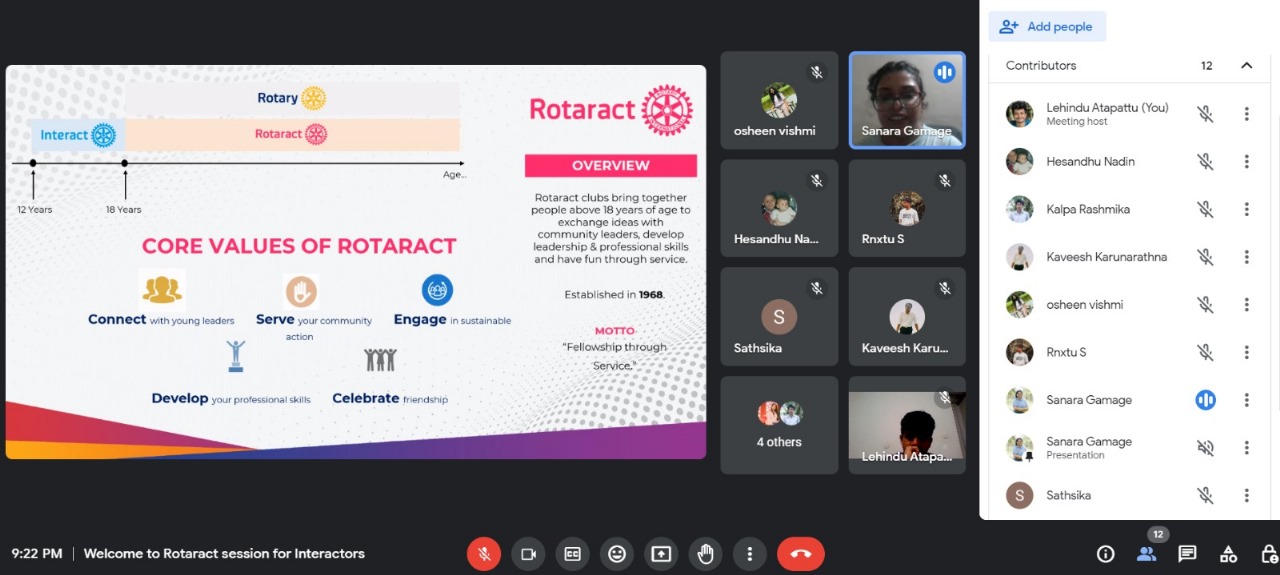 Rotary
Interact
Rotaract
Age...
12 Years
18 Years
CORE VALUES OF ROTARACT
Connect with young leaders
Serve your community
action
Engage in sustainable
Develop your professional skills
Celebrate friendship
Rotaract
OVERVIEW
Rotaract clubs bring together
people above 18 years of age to
exchange ideas with
community leaders, develop
leadership & professional skills
and have fun through service.
Established in 1968.
MOTTO
"Fellowship through
Service."
osheen vishmi
Sanara Gamage
Hesandhu Na...
Rnxtu S
S
Sathsika
Kaveesh Karu...
4 others
Lehindu Atapa...
Add people
Contributors
12
Lehindu Atapattu (You)
Meeting host
Hesandhu Nadin
Kalpa Rashmika
Kaveesh Karunarathna
osheen vishmi
Rnxtu S
Sanara Gamage
Sanara Gamage
Presentation
S
Sathsika
9:22 PM | Welcome to Rotaract session for Interactors
CC
12